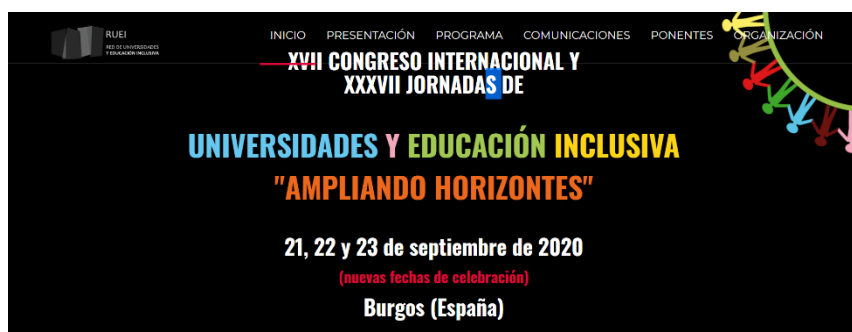 RUEI
RED DE UNIVERSIDADES
Y EDUCACIÓN INCLUSIVA
INICIO PRESENTACIÓN PROGRAMA COMUNICACIONES PONENTES ORGANIZACIÓN
XVII CONGRESO INTERNACIONAL Y
XXXVII JORNADAS DE
UNIVERSIDADES Y EDUCACIÓN INCLUSIVA
"AMPLIANDO HORIZONTES"
21, 22 y 23 de septiembre de 2020
(nuevas fechas de celebración)
Burgos (España)